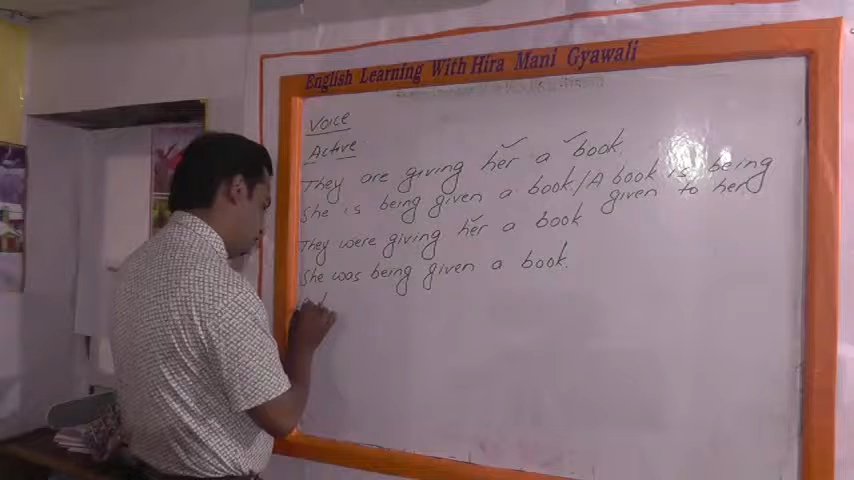 English Learning With Hira Mani Gyawali
Voice
Active
They are giving her a book.
She is being given a book. / A book is being given to her
They were giving her a book
She was being given a book.